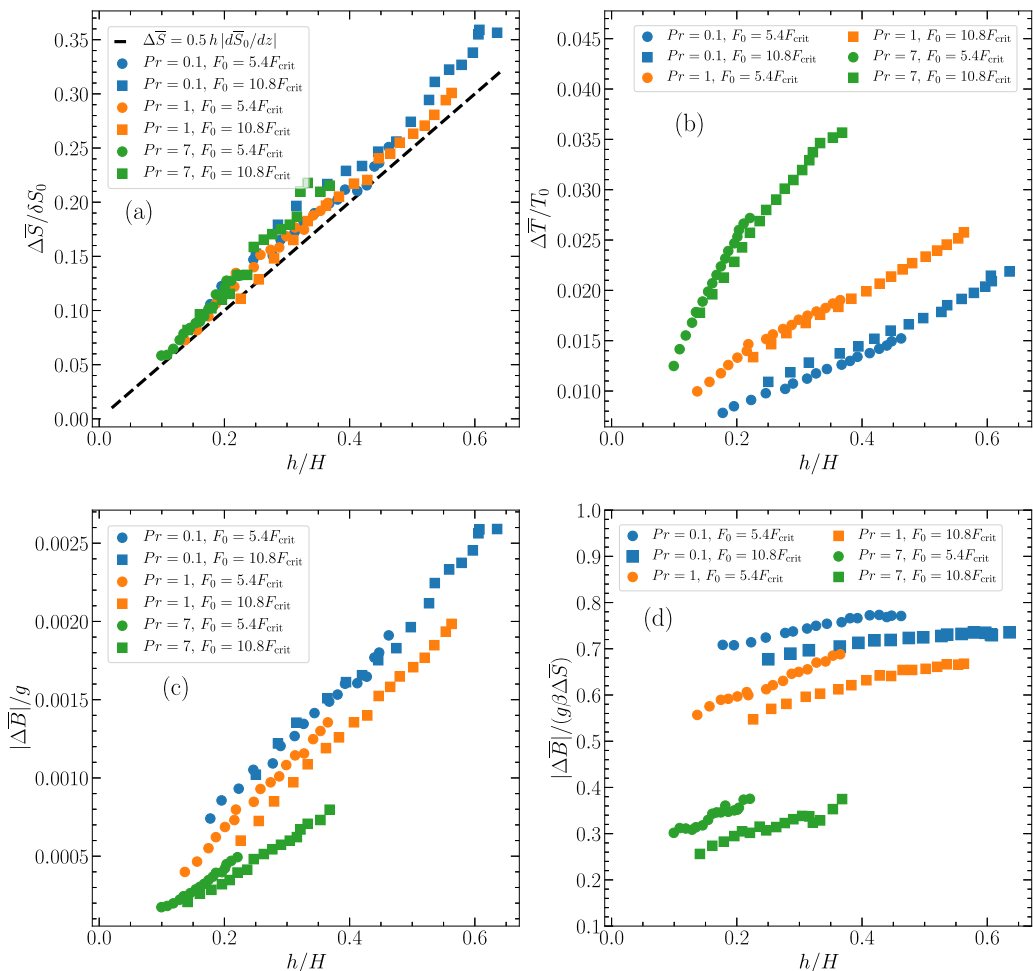 0.35
0.30
0.25
0.20
0.15
0.10
0.05
0.00
ΔS̅/δS₀
ΔS̅ = 0.5 h |dS̅₀/dz|
Pr = 0.1, F₀ = 5.4F_crit
Pr = 0.1, F₀ = 10.8F_crit
Pr = 1, F₀ = 5.4F_crit
Pr = 1, F₀ = 10.8F_crit
Pr = 7, F₀ = 5.4F_crit
Pr = 7, F₀ = 10.8F_crit
(a)
0.0 0.2 0.4 0.6
h/H
0.045
0.040
0.035
0.030
0.025
0.020
0.015
0.010
ΔT̅/T₀
Pr = 0.1, F₀ = 5.4F_crit
Pr = 0.1, F₀ = 10.8F_crit
Pr = 1, F₀ = 5.4F_crit
Pr = 1, F₀ = 10.8F_crit
Pr = 7, F₀ = 5.4F_crit
Pr = 7, F₀ = 10.8F_crit
(b)
0.0 0.2 0.4 0.6
h/H
0.0025
0.0020
0.0015
0.0010
0.0005
|ΔB̅|/g
Pr = 0.1, F₀ = 5.4F_crit
Pr = 0.1, F₀ = 10.8F_crit
Pr = 1, F₀ = 5.4F_crit
Pr = 1, F₀ = 10.8F_crit
Pr = 7, F₀ = 5.4F_crit
Pr = 7, F₀ = 10.8F_crit
(c)
0.0 0.2 0.4 0.6
h/H
1.0
0.9
0.8
0.7
0.6
0.5
0.4
0.3
0.2
0.1
|ΔB̅|/(gβΔS̅)
Pr = 0.1, F₀ = 5.4F_crit
Pr = 0.1, F₀ = 10.8F_crit
Pr = 1, F₀ = 5.4F_crit
Pr = 1, F₀ = 10.8F_crit
Pr = 7, F₀ = 5.4F_crit
Pr = 7, F₀ = 10.8F_crit
(d)
0.0 0.2 0.4 0.6
h/H